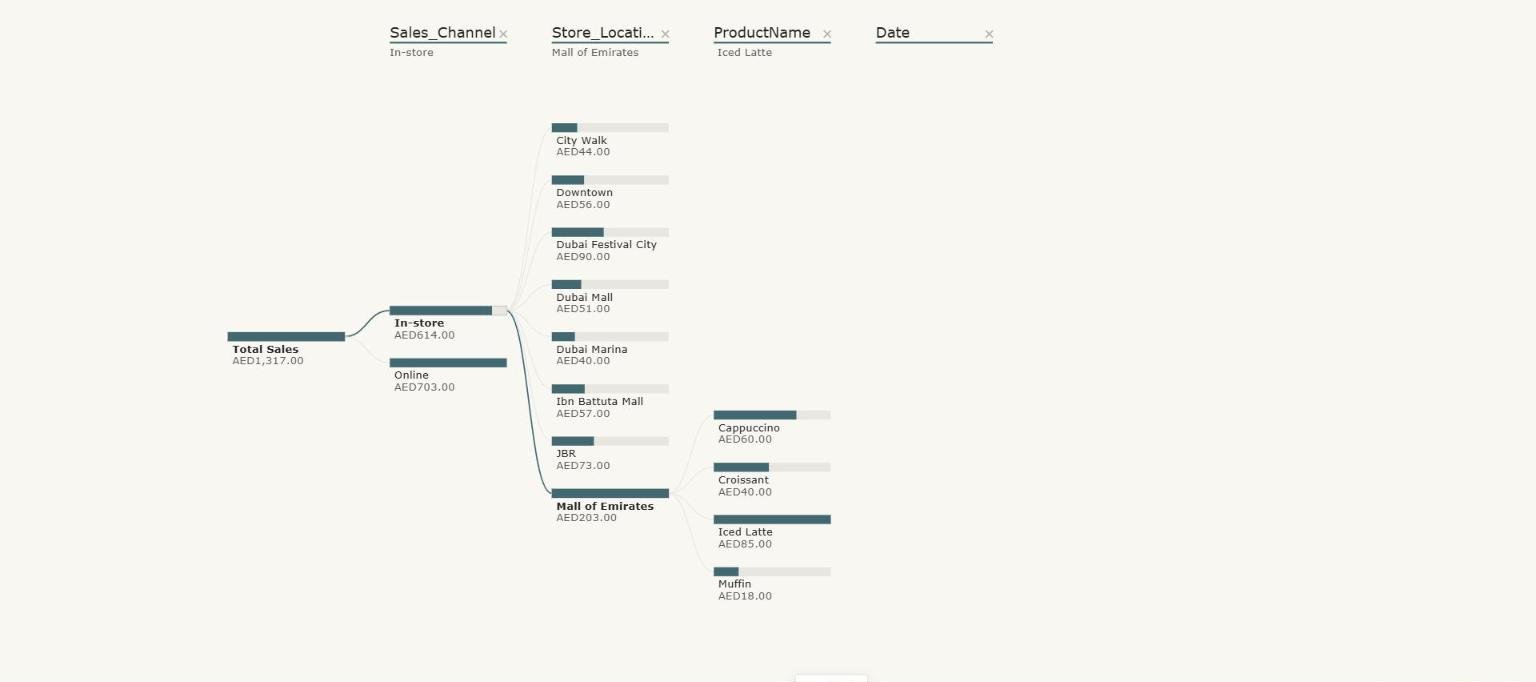 Sales_Channel ×
In-store
Store_Locati... ×
Mall of Emirates
ProductName ×
Iced Latte
Date ×
Total Sales
AED1,317.00
In-store
AED614.00
Online
AED703.00
City Walk
AED44.00
Downtown
AED56.00
Dubai Festival City
AED90.00
Dubai Mall
AED51.00
Dubai Marina
AED40.00
Ibn Battuta Mall
AED57.00
JBR
AED73.00
Mall of Emirates
AED203.00
Cappuccino
AED60.00
Croissant
AED40.00
Iced Latte
AED85.00
Muffin
AED18.00